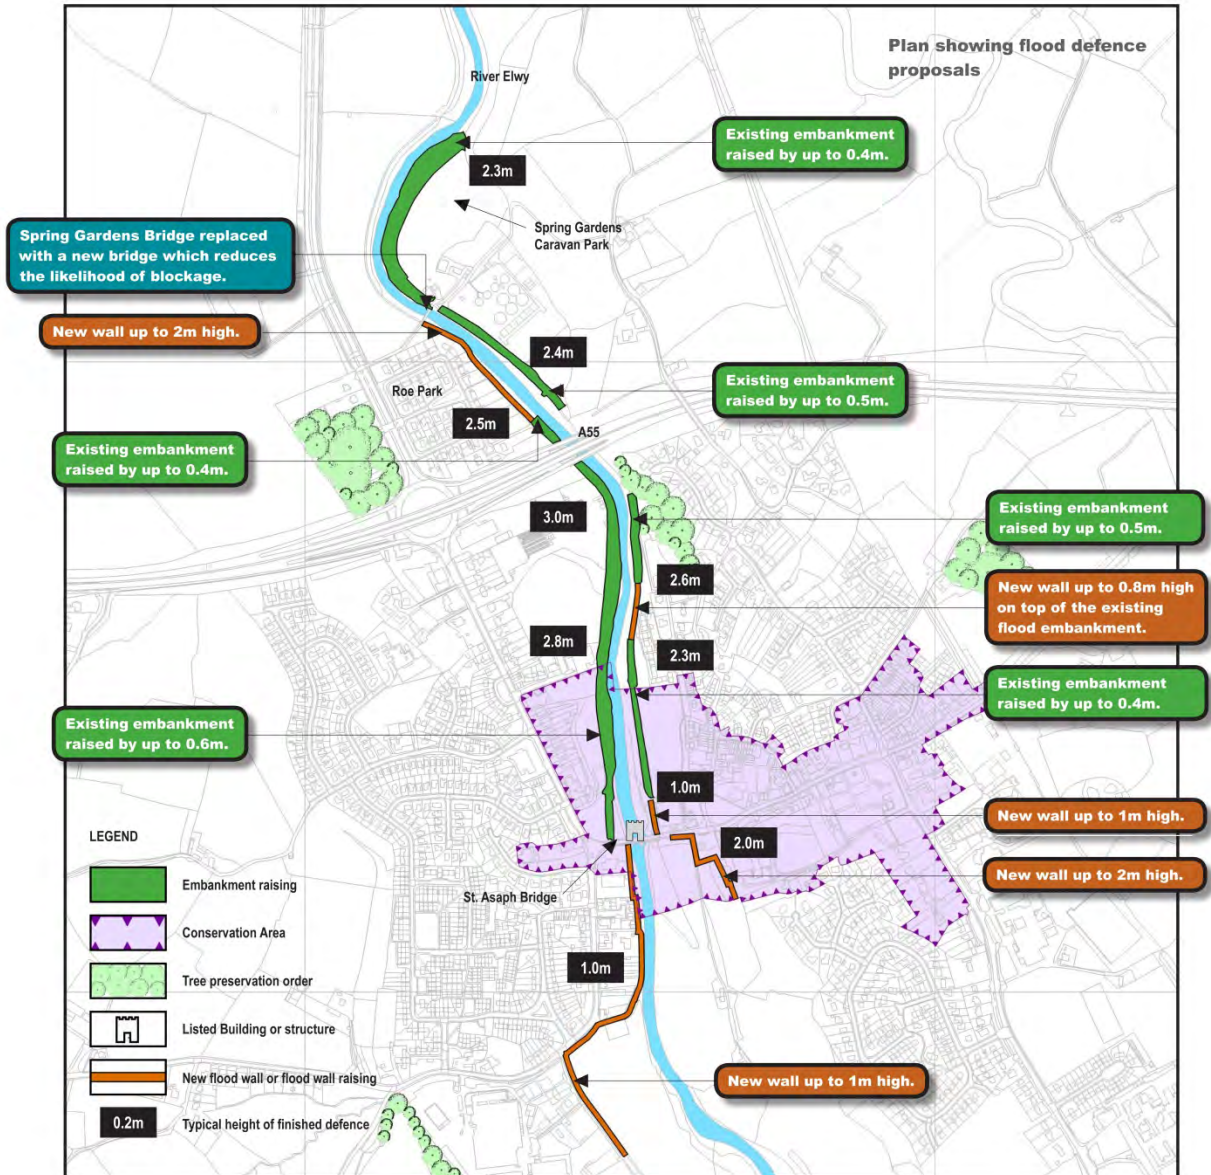 Plan showing flood defence
proposals
River Elwy
Existing embankment
raised by up to 0.4m.
2.3m
Spring Gardens
Caravan Park
Spring Gardens Bridge replaced
with a new bridge which reduces
the likelihood of blockage.
New wall up to 2m high.
2.4m
Existing embankment
raised by up to 0.5m.
Roe Park
2.5m
A55
Existing embankment
raised by up to 0.4m.
3.0m
Existing embankment
raised by up to 0.5m.
2.6m
New wall up to 0.8m high
on top of the existing
flood embankment.
2.8m
2.3m
Existing embankment
raised by up to 0.4m.
Existing embankment
raised by up to 0.6m.
1.0m
New wall up to 1m high.
2.0m
New wall up to 2m high.
St. Asaph Bridge
1.0m
New wall up to 1m high.
LEGEND
Embankment raising
Conservation Area
Tree preservation order
Listed Building or structure
New flood wall or flood wall raising
0.2m
Typical height of finished defence